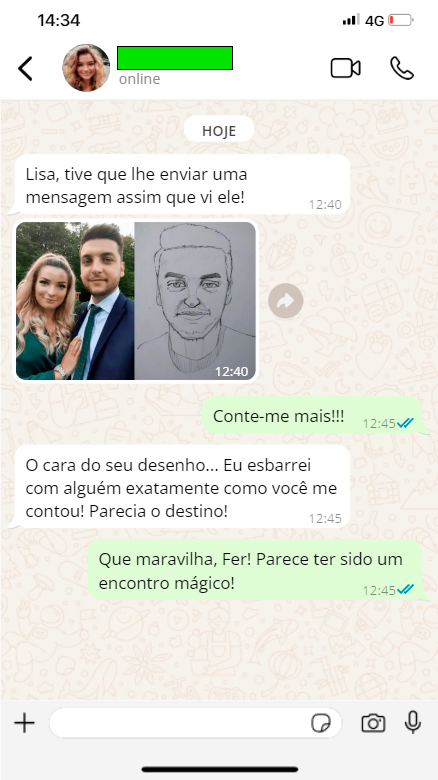 14:34
4G
online
HOJE
Lisa, tive que lhe enviar uma
mensagem assim que vi ele!
12:40
12:40
Conte-me mais!!!
12:45
O cara do seu desenho... Eu esbarrei
com alguém exatamente como você me
contou! Parecia o destino!
12:45
Que maravilha, Fer! Parece ter sido um
encontro mágico!
12:45